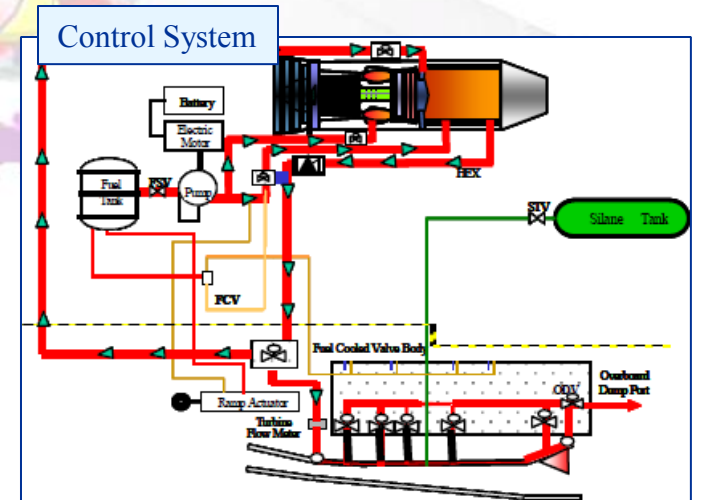 Control System
Battery
Electric
Motor
Fuel
Tank
FSV
Pump
HEX
STV
Silane Tank
FCV
Fuel Cooled Valve Body
Overboard
Dump Port
ODV
Ramp Actuator
Turbine
Flow Meter